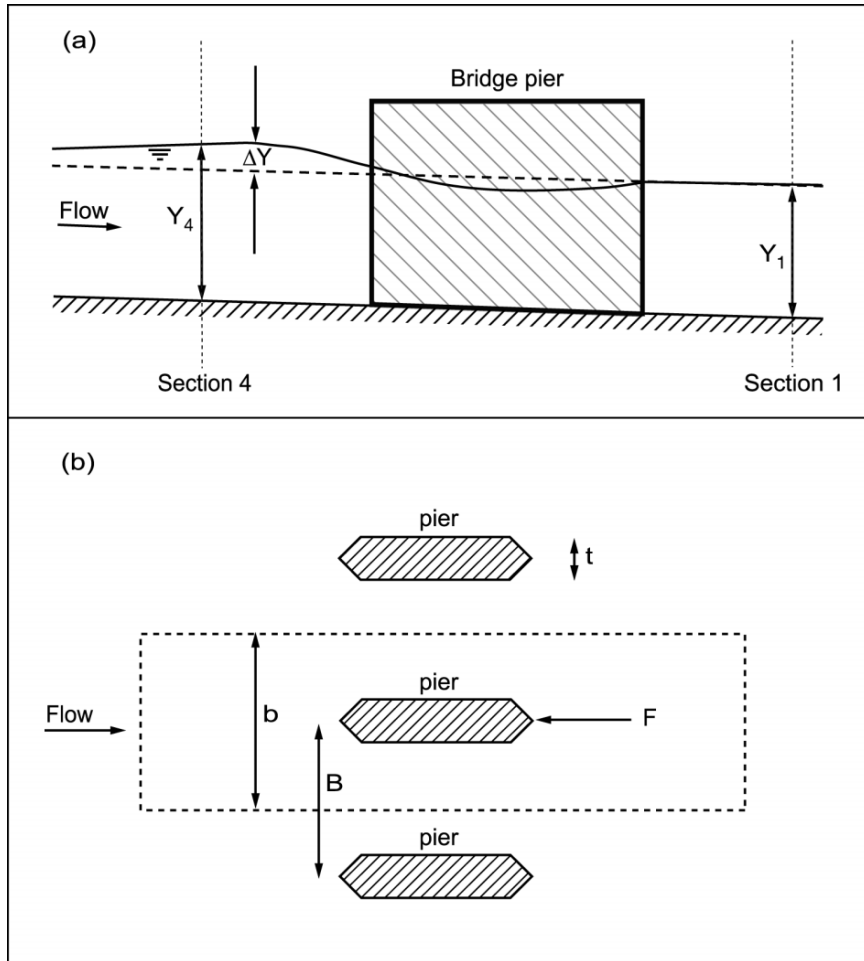 (a)
Bridge pier
ΔY
Flow
Y4
Y1
Section 4
Section 1
(b)
pier
t
pier
Flow
b
F
B
pier